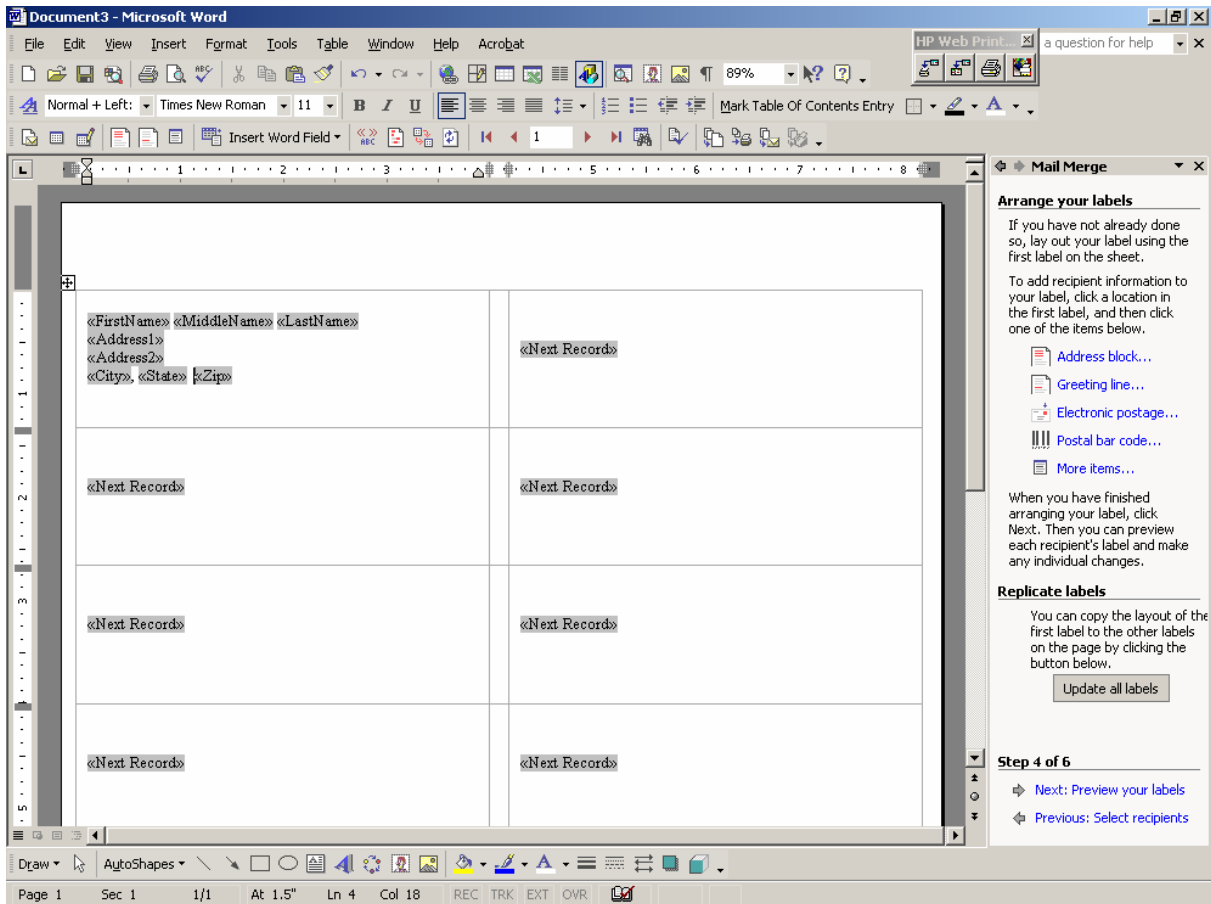 Document3 - Microsoft Word
File Edit View Insert Format Tools Table Window Help Acrobat
HP Web Print...
a question for help
89%
Normal + Left: Times New Roman 11 B I U Mark Table Of Contents Entry
Insert Word Field 1
1 2 3 5 6 7 8
Mail Merge
Arrange your labels
If you have not already done
so, lay out your label using the
first label on the sheet.
To add recipient information to
your label, click a location in
the first label, and then click
one of the items below.
Address block...
Greeting line...
Electronic postage...
Postal bar code...
More items...
When you have finished
arranging your label, click
Next. Then you can preview
each recipient's label and make
any individual changes.
Replicate labels
You can copy the layout of the
first label to the other labels
on the page by clicking the
button below.
Update all labels
Step 4 of 6
Next: Preview your labels
Previous: Select recipients
«FirstName» «MiddleName» «LastName»
«Address1»
«Address2»
«City», «State» «Zip»
«Next Record»
«Next Record»
«Next Record»
«Next Record»
«Next Record»
«Next Record»
«Next Record»
Draw AutoShapes
Page 1 Sec 1 1/1 At 1.5" Ln 4 Col 18 REC TRK EXT OVR